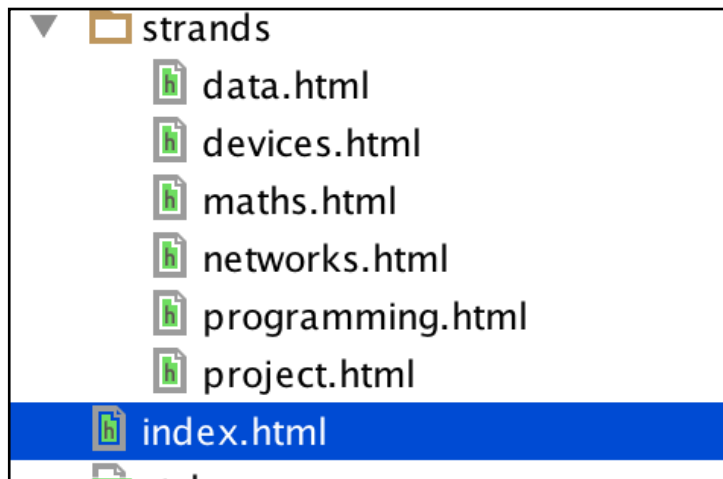 strands
data.html
devices.html
maths.html
networks.html
programming.html
project.html
index.html